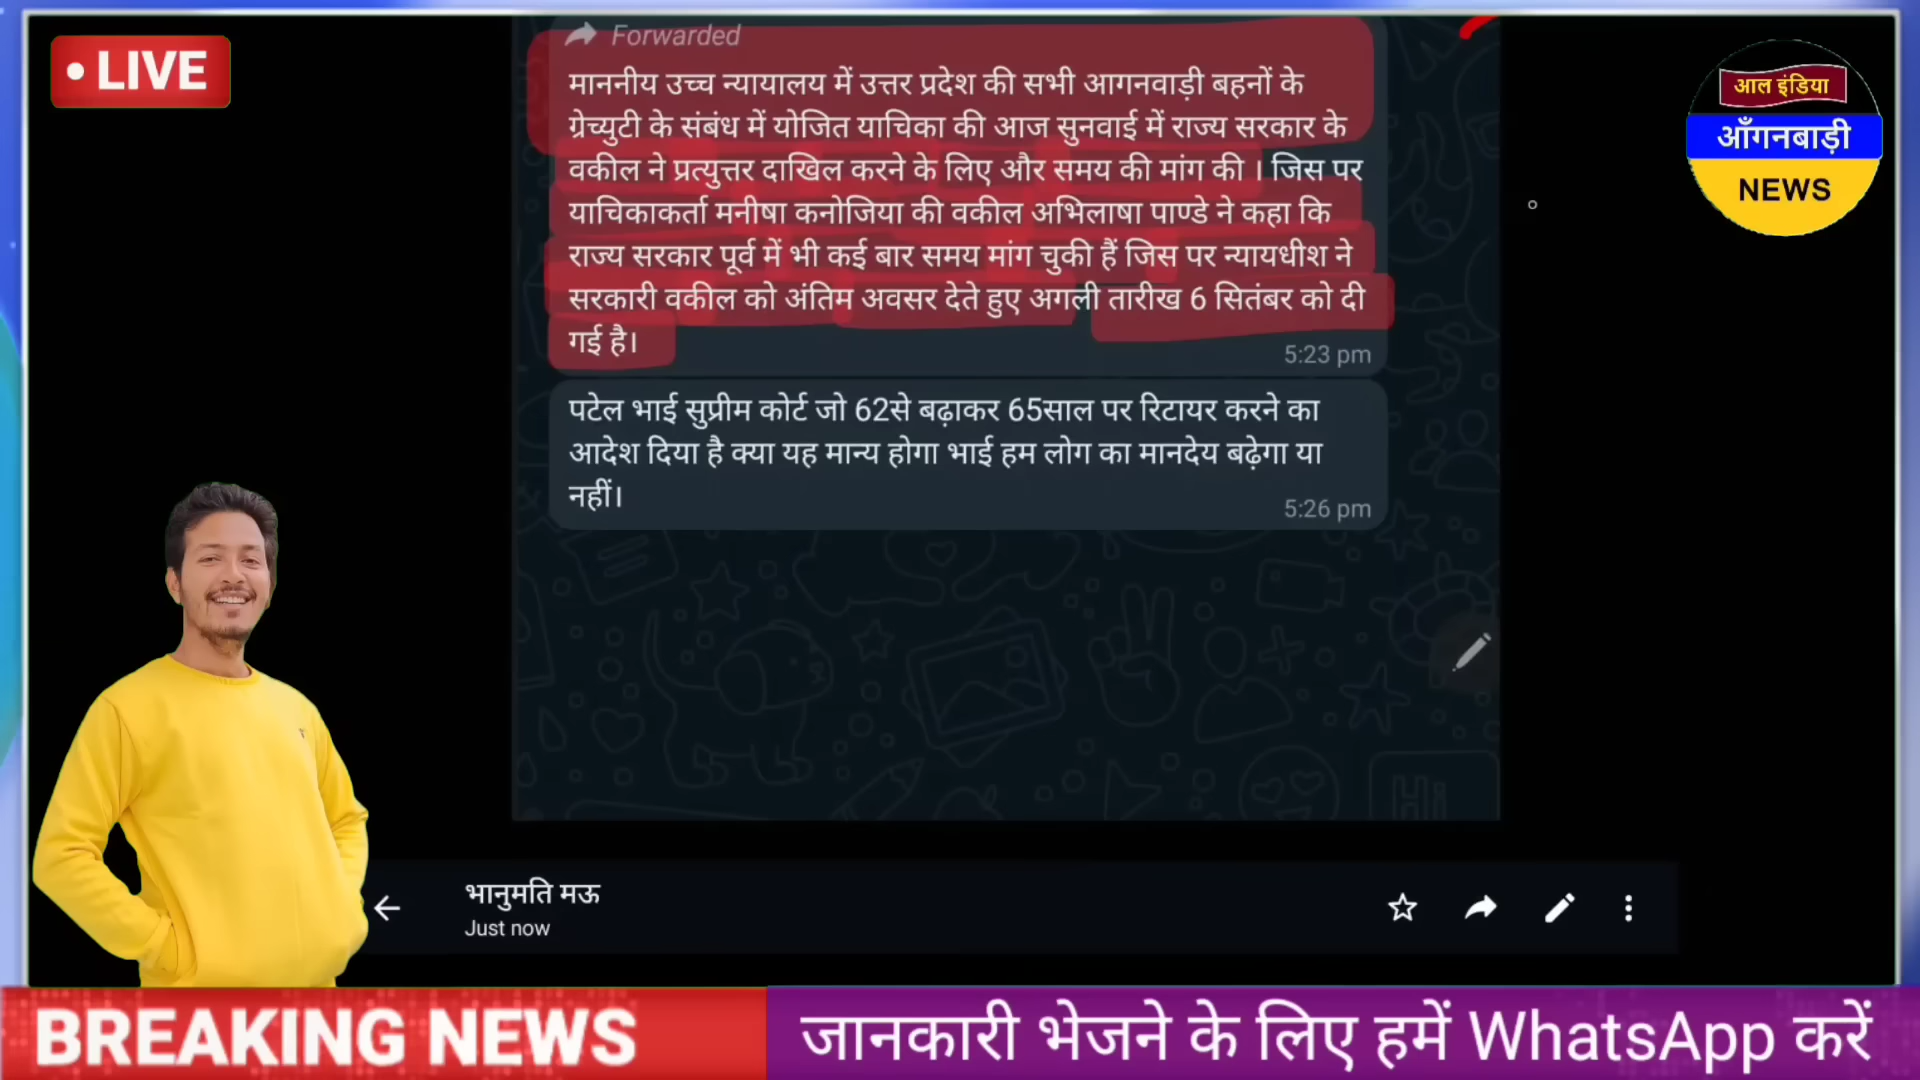 • LIVE
Forwarded
माननीय उच्च न्यायालय में उत्तर प्रदेश की सभी आगनवाड़ी बहनों के
ग्रेच्युटी के संबंध में योजित याचिका की आज सुनवाई में राज्य सरकार के
वकील ने प्रत्युत्तर दाखिल करने के लिए और समय की मांग की । जिस पर
याचिकाकर्ता मनीषा कनोजिया की वकील अभिलाषा पाण्डे ने कहा कि
राज्य सरकार पूर्व में भी कई बार समय मांग चुकी हैं जिस पर न्यायधीश ने
सरकारी वकील को अंतिम अवसर देते हुए अगली तारीख 6 सितंबर को दी
गई है।
5:23 pm
पटेल भाई सुप्रीम कोर्ट जो 62से बढ़ाकर 65साल पर रिटायर करने का
आदेश दिया है क्या यह मान्य होगा भाई हम लोग का मानदेय बढ़ेगा या
नहीं।
5:26 pm
आल इंडिया
आँगनबाड़ी
NEWS
Hi
भानुमति मऊ
Just now
BREAKING NEWS
जानकारी भेजने के लिए हमें WhatsApp करें